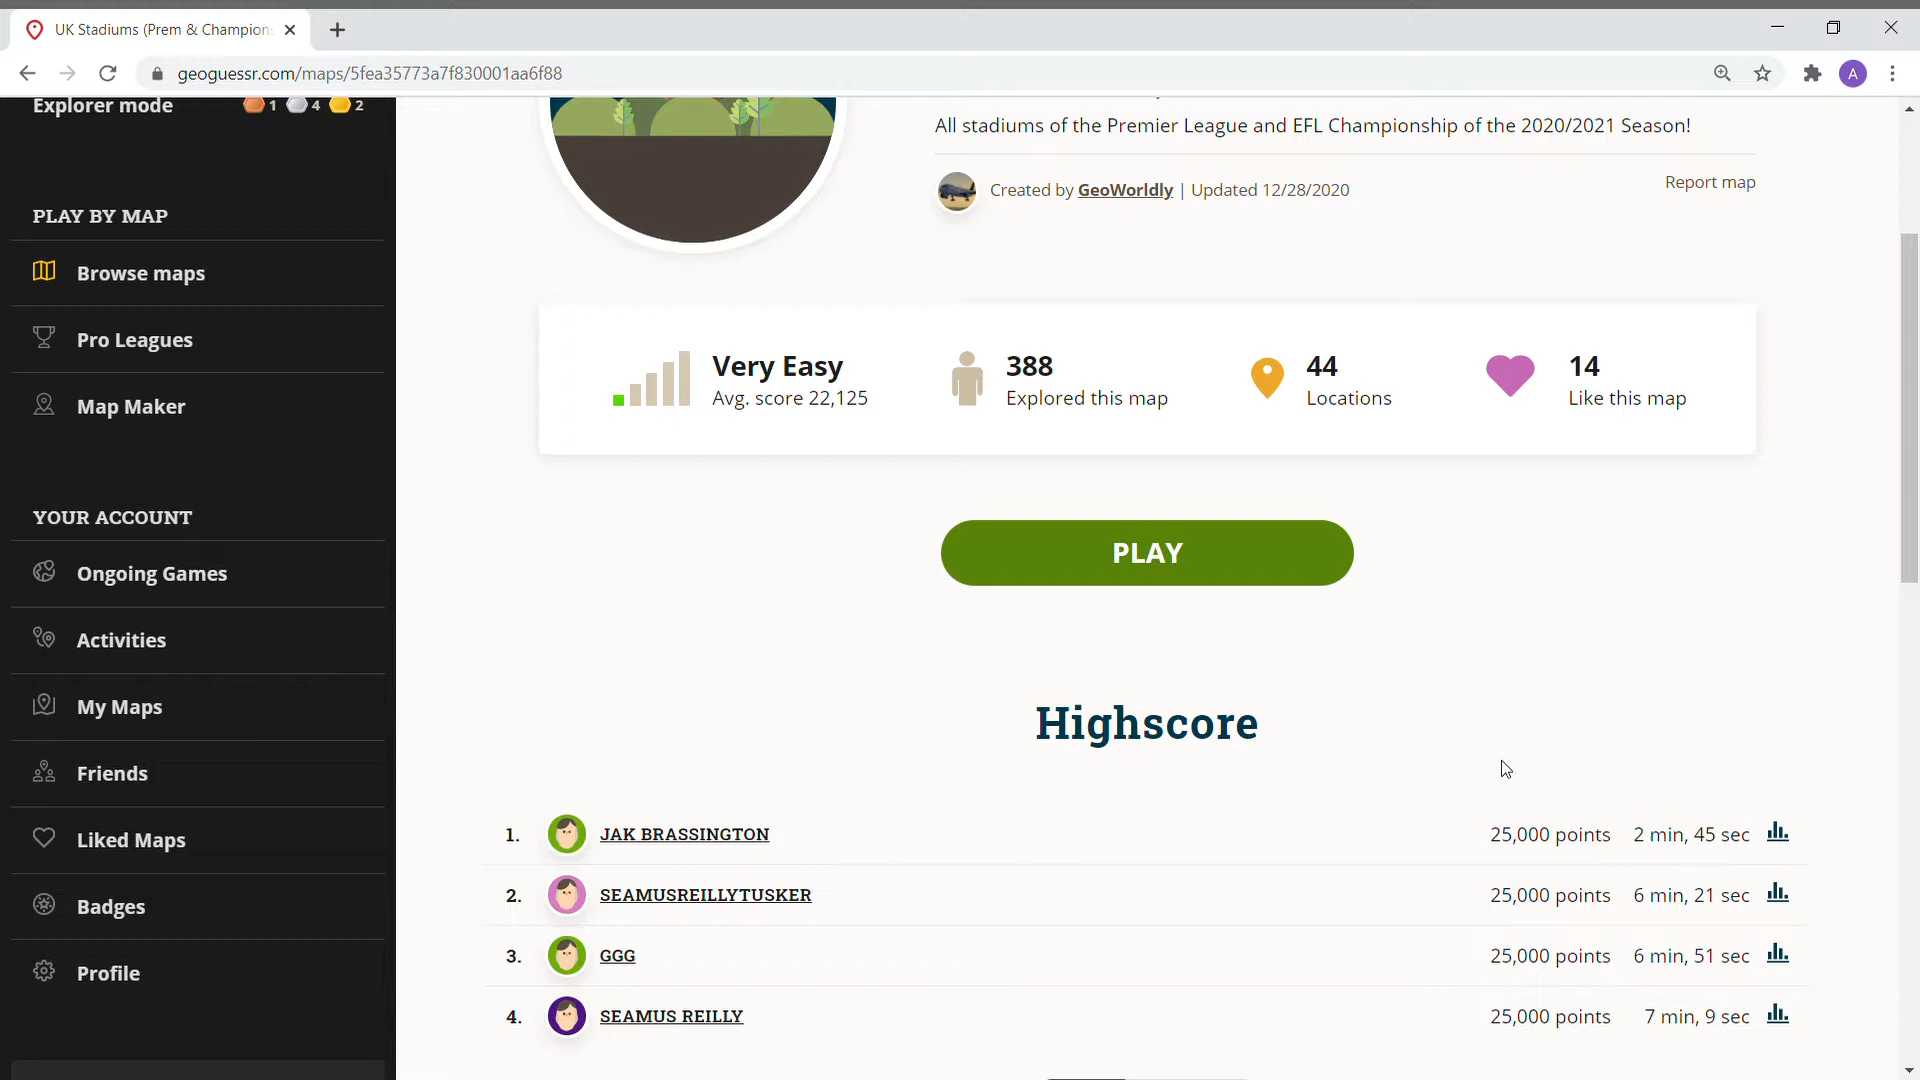 UK Stadiums (Prem & Champion
geoguessr.com/maps/5fea35773a7f830001aa6f88
A
Explorer mode 1 4 2
PLAY BY MAP
Browse maps
Pro Leagues
Map Maker
YOUR ACCOUNT
Ongoing Games
Activities
My Maps
Friends
Liked Maps
Badges
Profile
All stadiums of the Premier League and EFL Championship of the 2020/2021 Season!
Created by GeoWorldly | Updated 12/28/2020
Report map
Very Easy
Avg. score 22,125
388
Explored this map
44
Locations
14
Like this map
PLAY
Highscore
1. JAK BRASSINGTON 25,000 points 2 min, 45 sec
2. SEAMUSREILLYTUSKER 25,000 points 6 min, 21 sec
3. GGG 25,000 points 6 min, 51 sec
4. SEAMUS REILLY 25,000 points 7 min, 9 sec